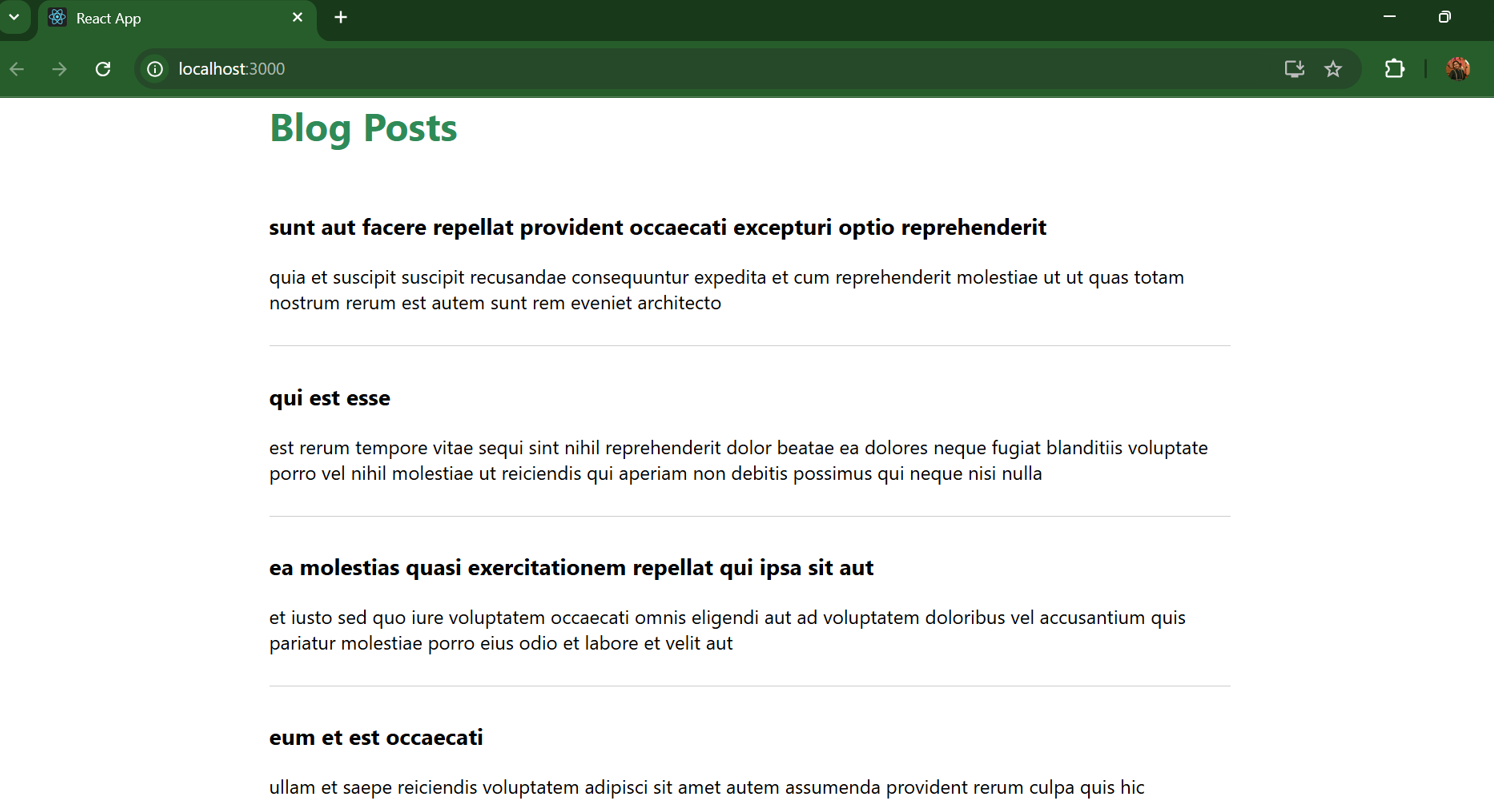 React App
localhost:3000
Blog Posts
sunt aut facere repellat provident occaecati excepturi optio reprehenderit
quia et suscipit suscipit recusandae consequuntur expedita et cum reprehenderit molestiae ut ut quas totam
nostrum rerum est autem sunt rem eveniet architecto
qui est esse
est rerum tempore vitae sequi sint nihil reprehenderit dolor beatae ea dolores neque fugiat blanditiis voluptate
porro vel nihil molestiae ut reiciendis qui aperiam non debitis possimus qui neque nisi nulla
ea molestias quasi exercitationem repellat qui ipsa sit aut
et iusto sed quo iure voluptatem occaecati omnis eligendi aut ad voluptatem doloribus vel accusantium quis
pariatur molestiae porro eius odio et labore et velit aut
eum et est occaecati
ullam et saepe reiciendis voluptatem adipisci sit amet autem assumenda provident rerum culpa quis hic